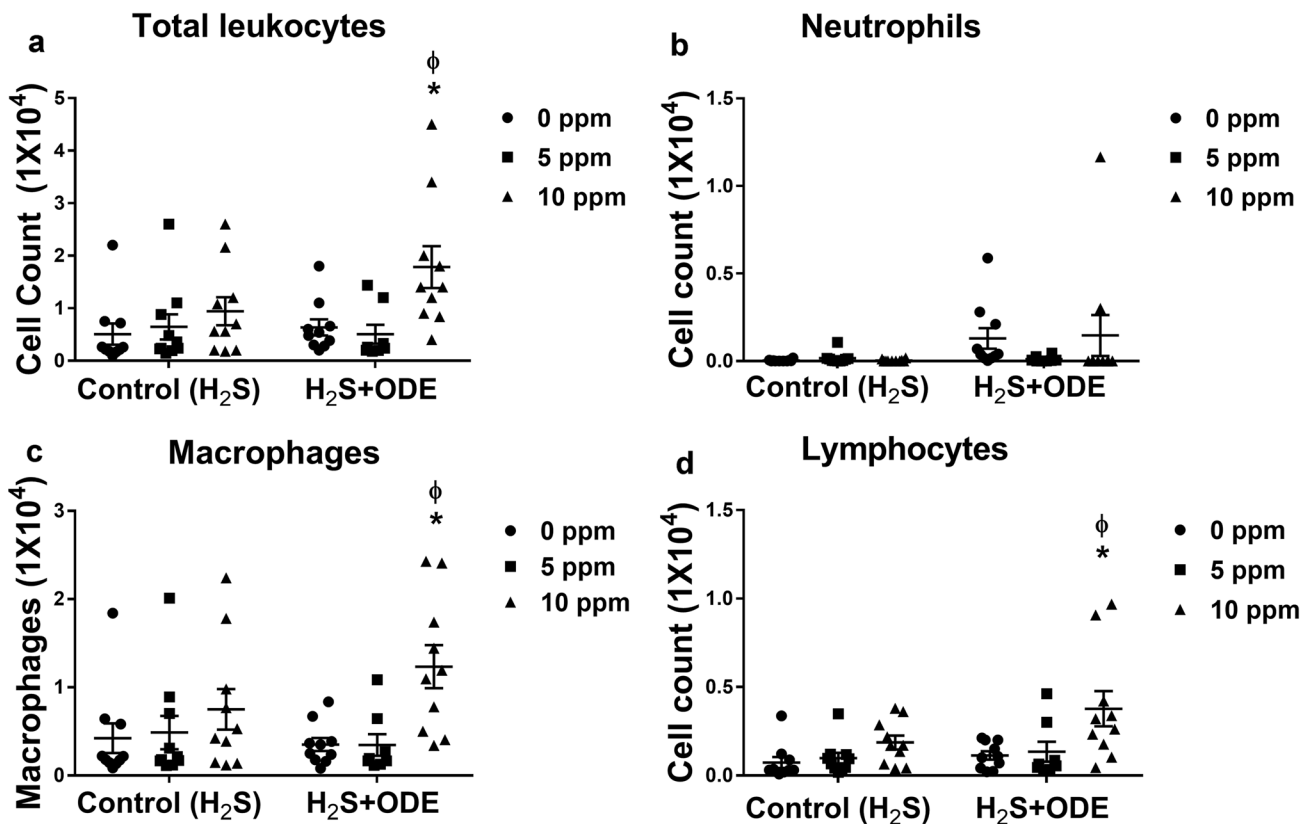 a
Total leukocytes
Cell Count (1X10⁴)
5
4
3
2
1
0
ϕ
*
Control (H₂S)
H₂S+ODE
0 ppm
5 ppm
10 ppm
b
Neutrophils
Cell count (1X10⁴)
1.5
1.0
0.5
0.0
Control (H₂S)
H₂S+ODE
0 ppm
5 ppm
10 ppm
c
Macrophages
Macrophages (1X10⁴)
3
2
1
0
ϕ
*
Control (H₂S)
H₂S+ODE
0 ppm
5 ppm
10 ppm
d
Lymphocytes
Cell count (1X10⁴)
1.5
1.0
0.5
0.0
ϕ
*
Control (H₂S)
H₂S+ODE
0 ppm
5 ppm
10 ppm